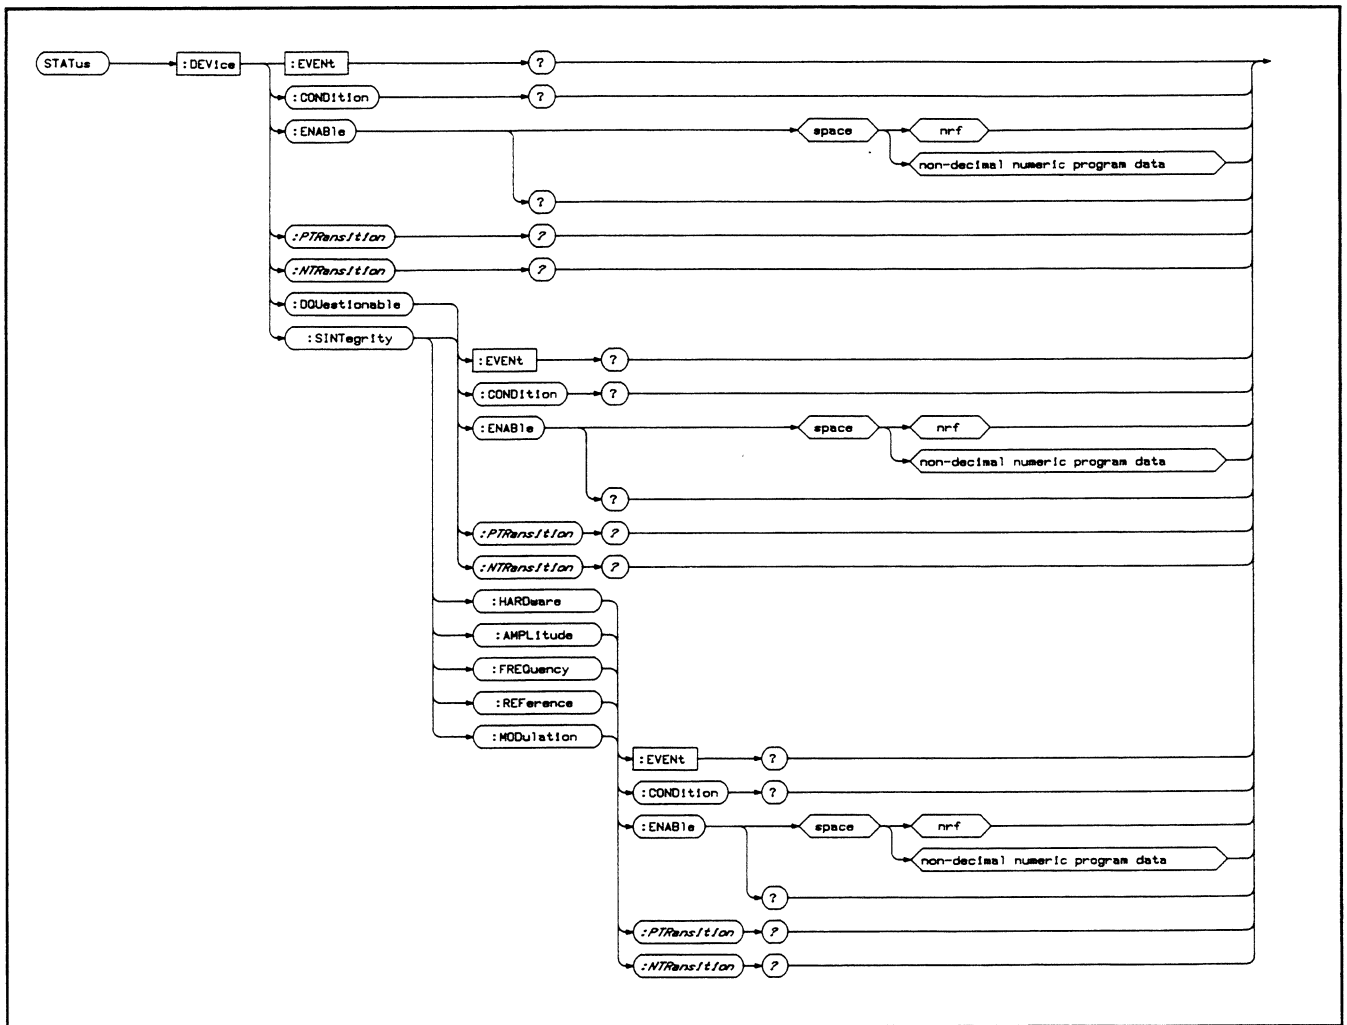 STATus :DEVice :EVENt ?
:CONDition ?
:ENABle space nrf
non-decimal numeric program data
?
:PTRansition ?
:NTRansition ?
:DQUestionable
:SINTegrity
:EVENt ?
:CONDition ?
:ENABle space nrf
non-decimal numeric program data
?
:PTRansition ?
:NTRansition ?
:HARDware
:AMPLitude
:FREQuency
:REFerence
:MODulation
:EVENt ?
:CONDition ?
:ENABle space nrf
non-decimal numeric program data
?
:PTRansition ?
:NTRansition ?